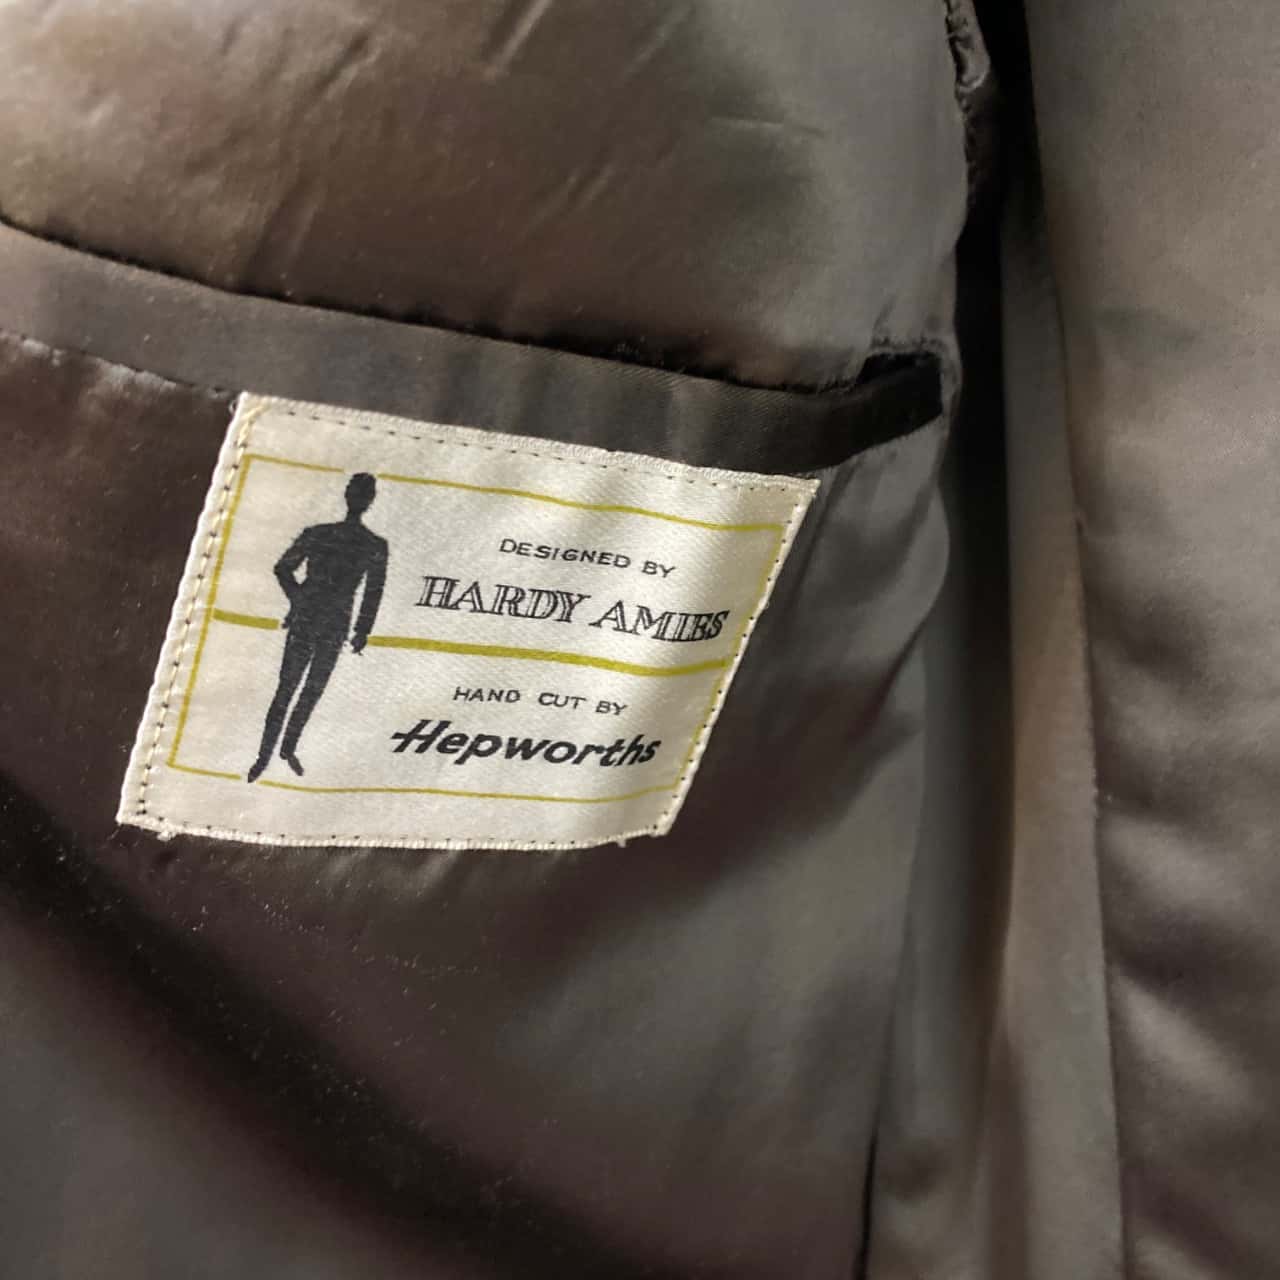 DESIGNED BY
HARDY AMIES
HAND CUT BY
Hepworths